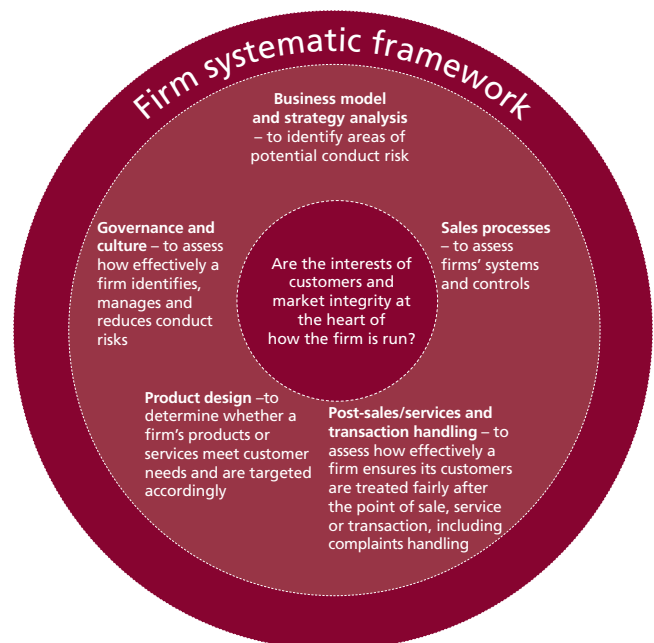 Firm systematic framework
Business model
and strategy analysis
– to identify areas of
potential conduct risk
Governance and
culture – to assess
how effectively a
firm identifies,
manages and
reduces conduct
risks
Sales processes
– to assess
firms’ systems
and controls
Are the interests of
customers and
market integrity at
the heart of
how the firm is run?
Product design –to
determine whether a
firm’s products or
services meet customer
needs and are targeted
accordingly
Post-sales/services and
transaction handling – to
assess how effectively a
firm ensures its customers
are treated fairly after
the point of sale, service
or transaction, including
complaints handling